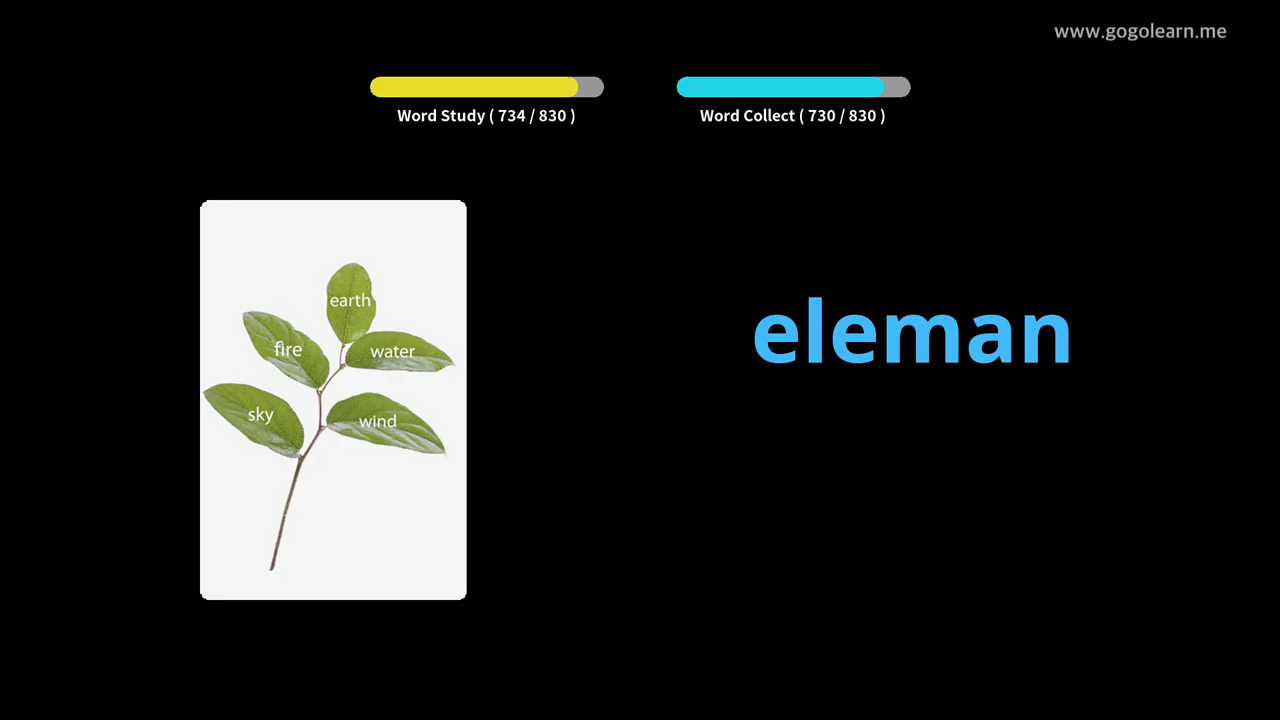 www.gogolearn.me
Word Study ( 734 / 830 )
Word Collect ( 730 / 830 )
earth
fire
water
sky
wind
eleman